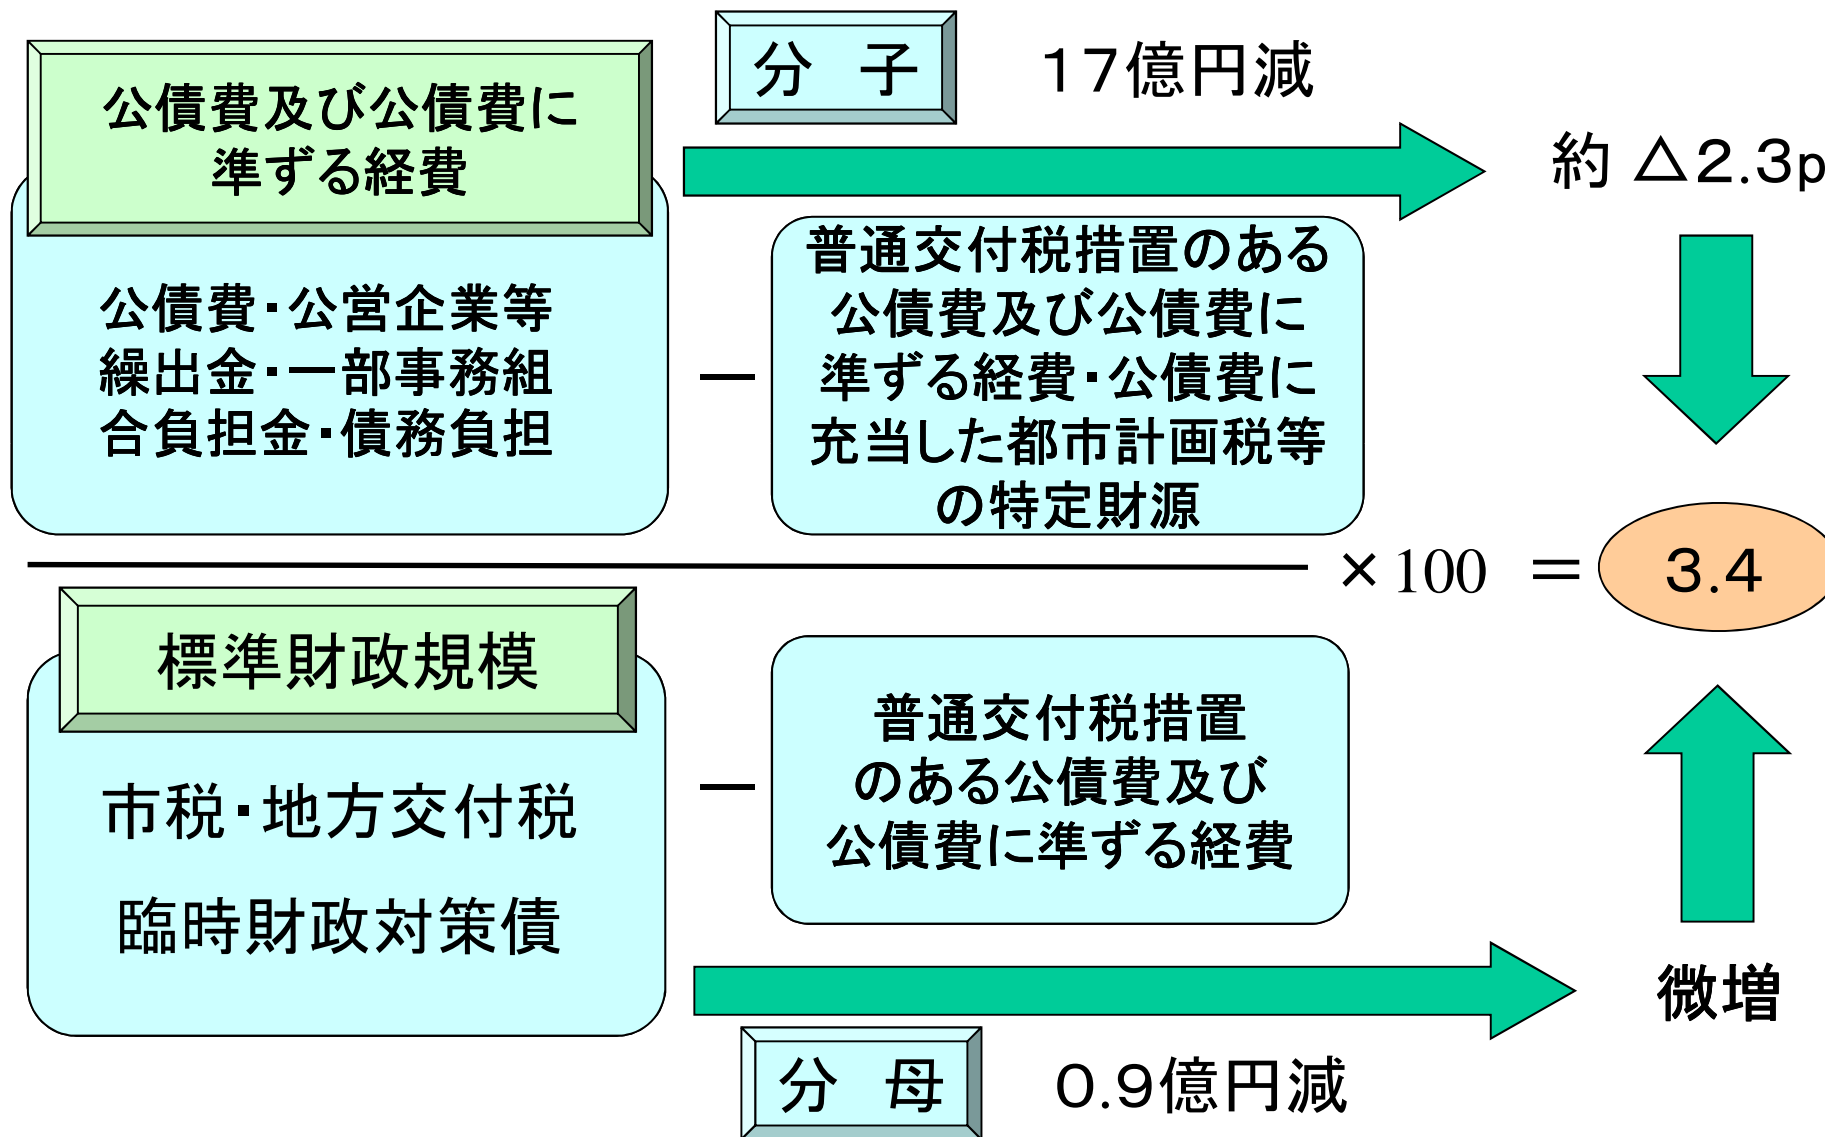 分　子
17億円減
公債費及び公債費に
準ずる経費
約 △2.3p
公債費・公営企業等
繰出金・一部事務組
合負担金・債務負担
－
普通交付税措置のある
公債費及び公債費に
準ずる経費・公債費に
充当した都市計画税等
の特定財源
×100 ＝
3.4
標準財政規模
市税・地方交付税
臨時財政対策債
－
普通交付税措置
のある公債費及び
公債費に準ずる経費
微増
分　母
0.9億円減